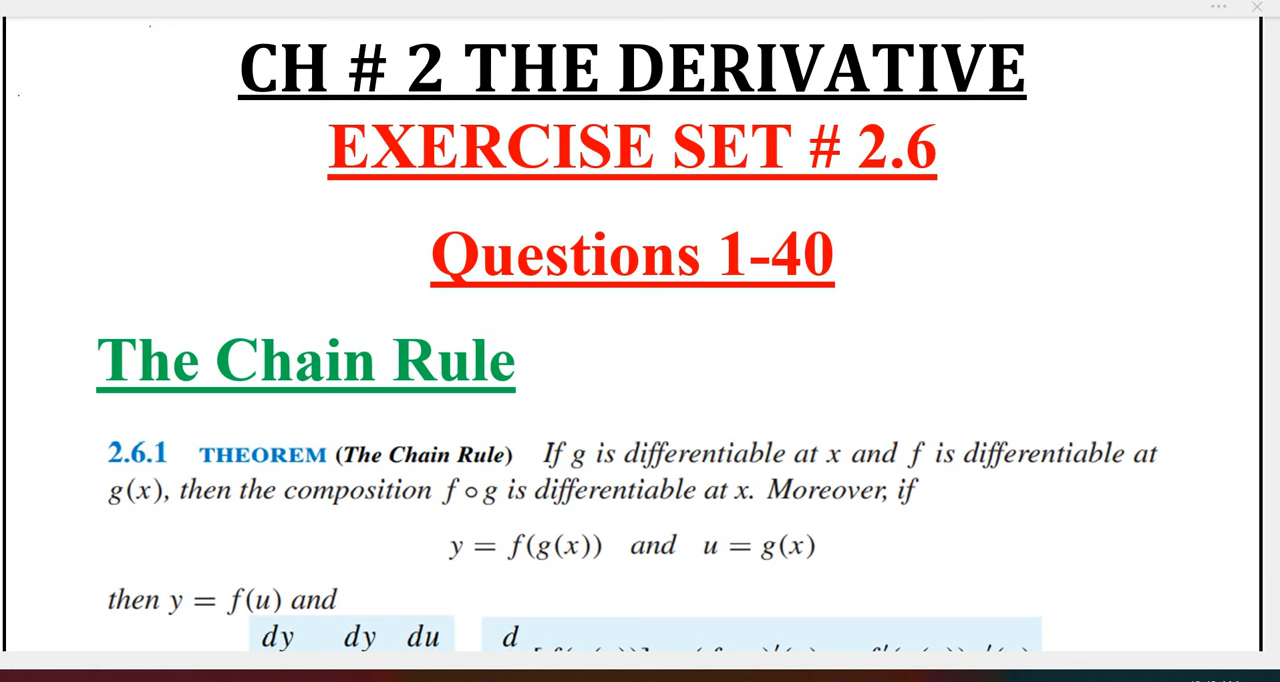 CH # 2 THE DERIVATIVE
EXERCISE SET # 2.6
Questions 1-40
The Chain Rule
2.6.1 THEOREM (The Chain Rule) If g is differentiable at x and f is differentiable at
g(x), then the composition f ∘ g is differentiable at x. Moreover, if
y = f(g(x)) and u = g(x)
then y = f(u) and
dy dy du d